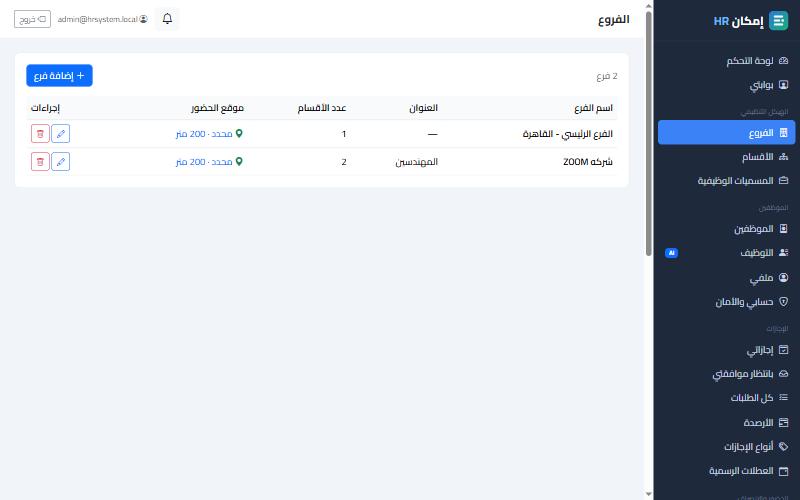 إمكان HR
لوحة التحكم
بوابتي
الهيكل التنظيمي
الفروع
الأقسام
المسميات الوظيفية
الموظفين
الموظفين
التوظيف AI
ملفي
حسابي والأمان
الإجازات
إجازاتي
بانتظار موافقتي
كل الطلبات
الأرصدة
أنواع الإجازات
العطلات الرسمية
الفروع
admin@hrsystem.local
خروج
2 فرع
+ إضافة فرع
اسم الفرع العنوان عدد الأقسام موقع الحضور إجراءات
الفرع الرئيسي - القاهرة — 1 محدد · 200 متر
شركه ZOOM المهندسين 2 محدد · 200 متر